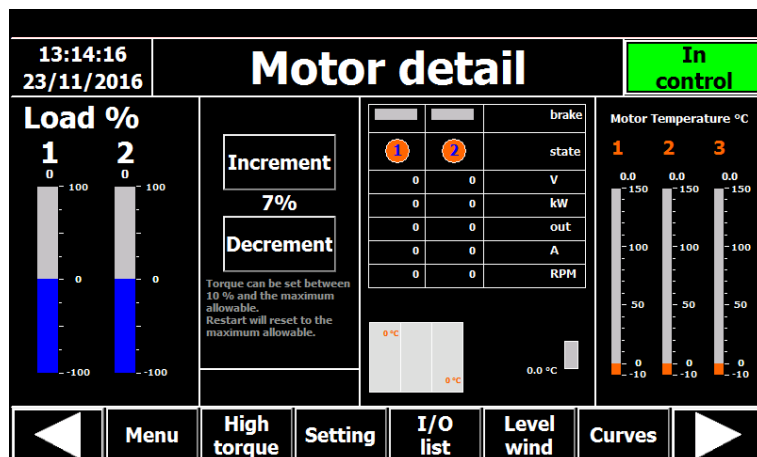 13:14:16
23/11/2016
Motor detail
In
control
Load %
1 2
0 0
100 100
0 0
-100 -100
Increment
7%
Decrement
Torque can be set between
10 % and the maximum
allowable.
Restart will reset to the
maximum allowable.
brake
1 2 state
0 0 V
0 0 kW
0 0 out
0 0 A
0 0 RPM
0 °C
0 °C
0.0 °C
Motor Temperature °C
1 2 3
0.0 0.0 0.0
150 150 150
100 100 100
50 50 50
0 0 0
-10 -10 -10
Menu
High
torque
Setting
I/O
list
Level
wind
Curves